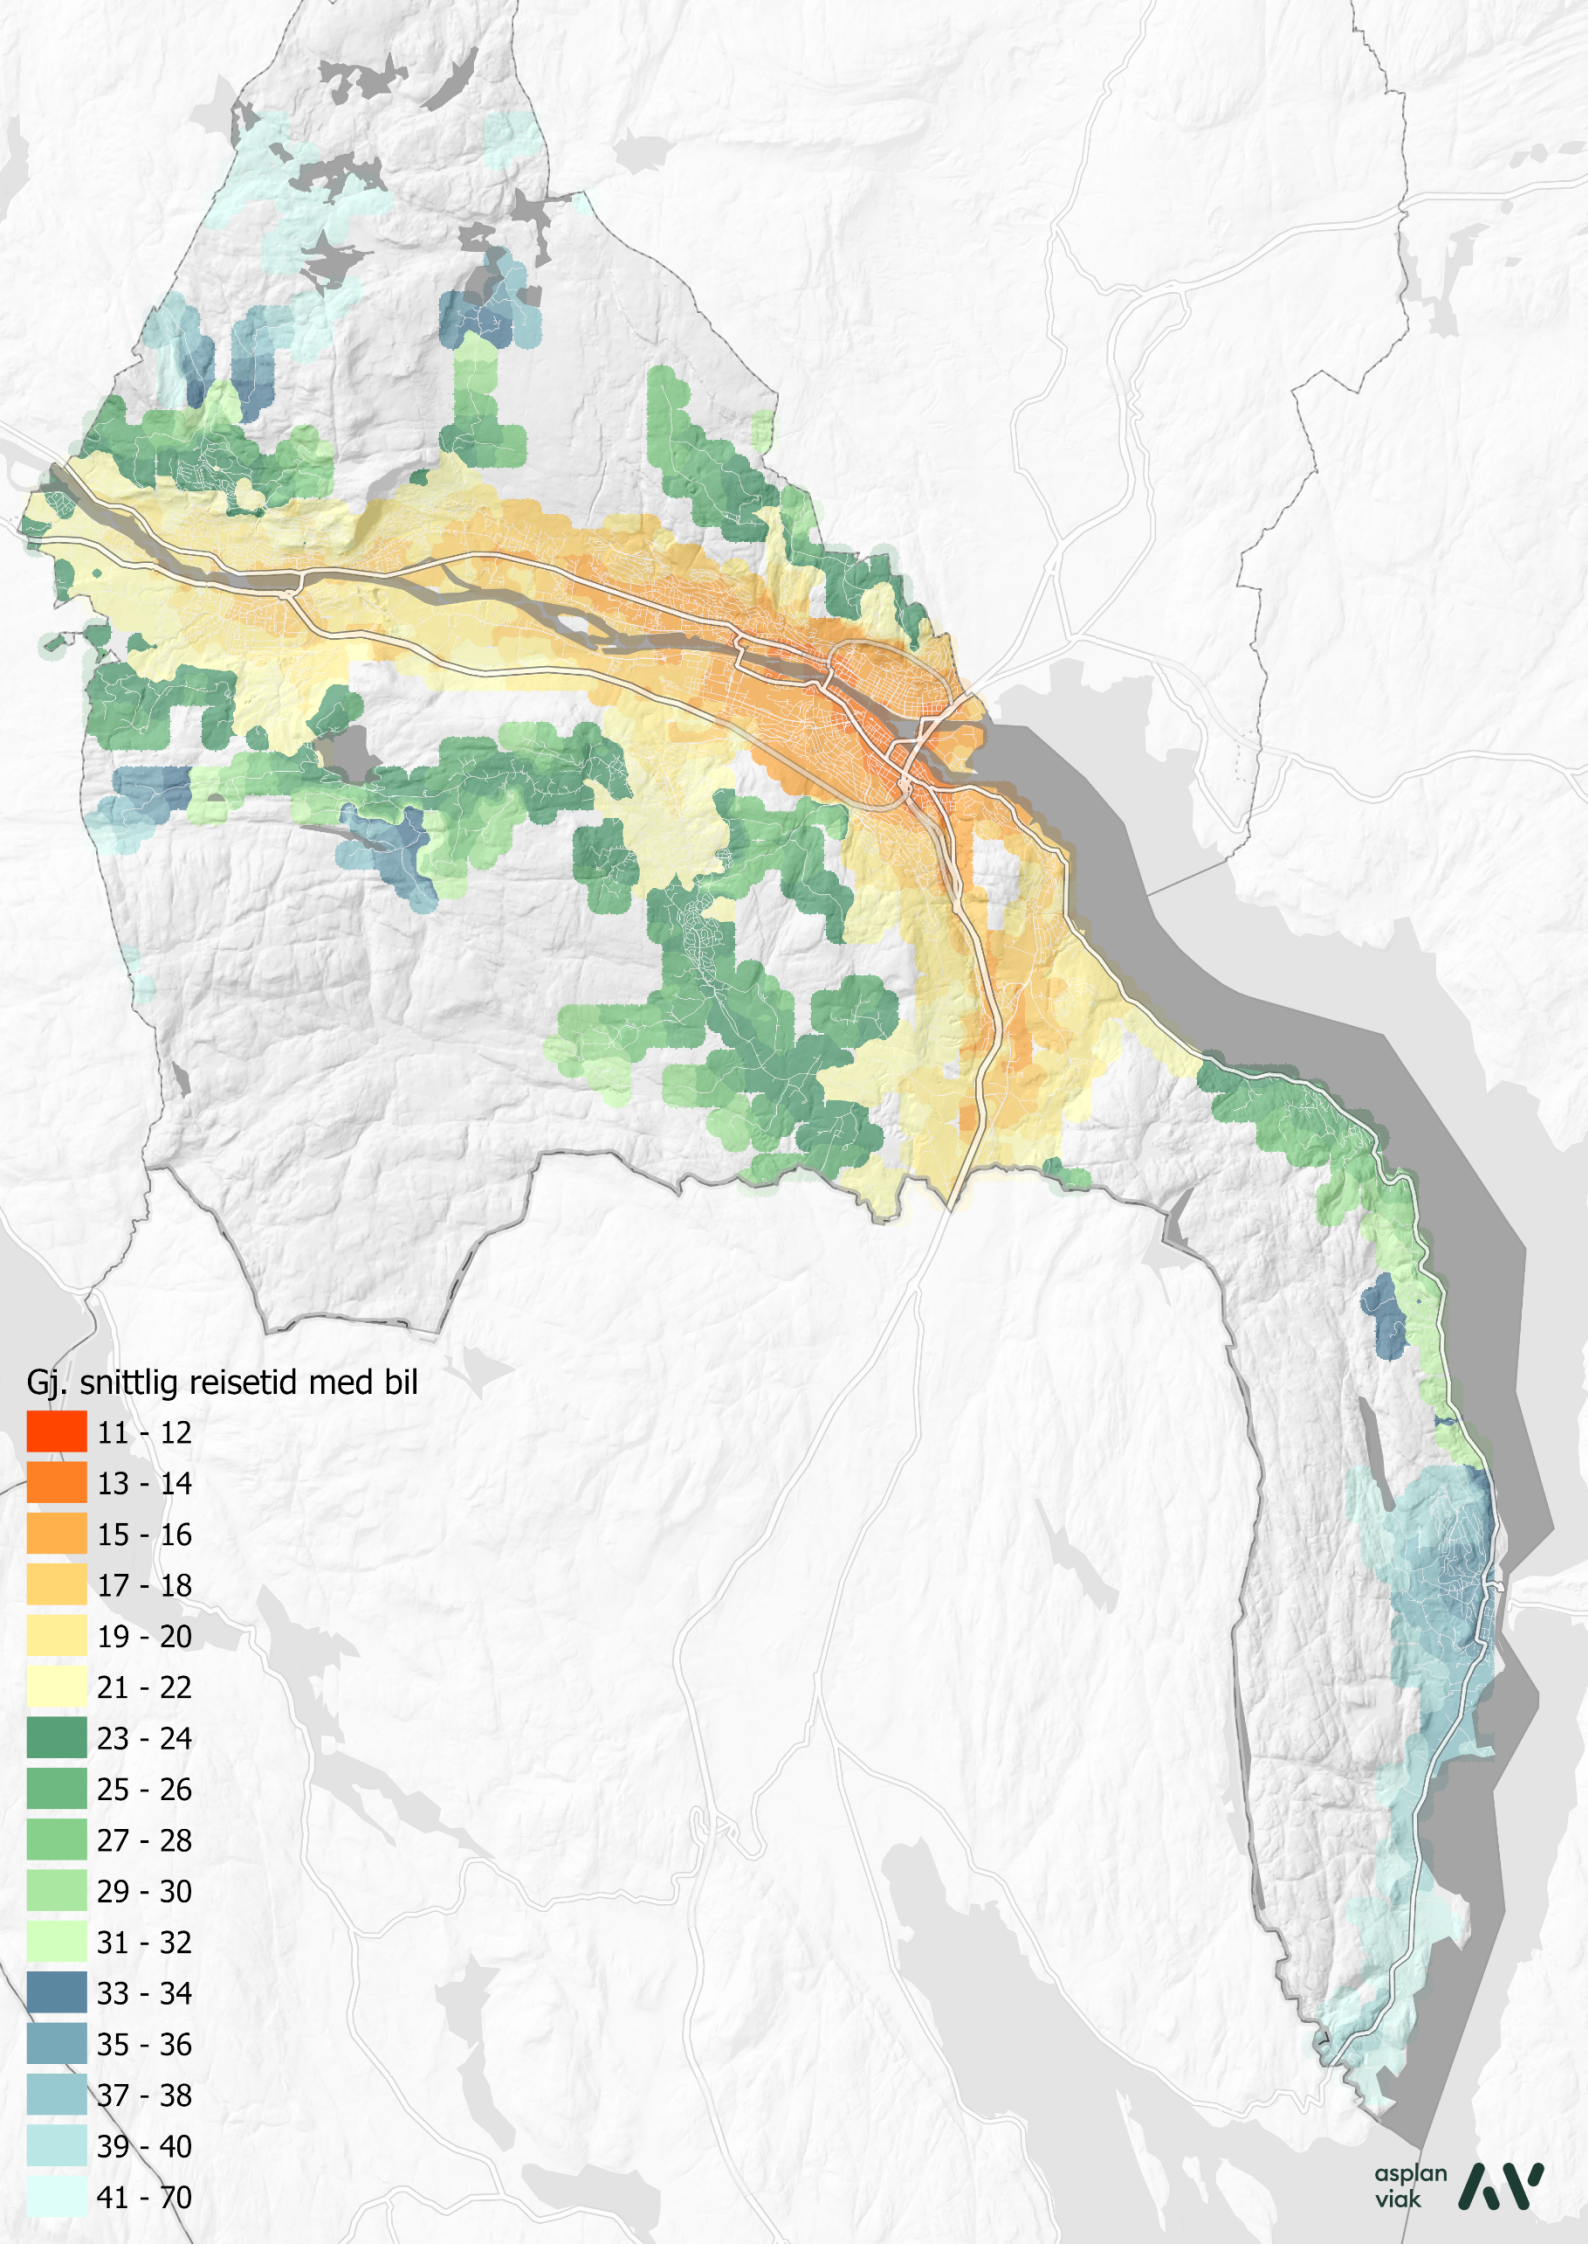 Gj. snittlig reisetid med bil
11 - 12
13 - 14
15 - 16
17 - 18
19 - 20
21 - 22
23 - 24
25 - 26
27 - 28
29 - 30
31 - 32
33 - 34
35 - 36
37 - 38
39 - 40
41 - 70
asplan
viak